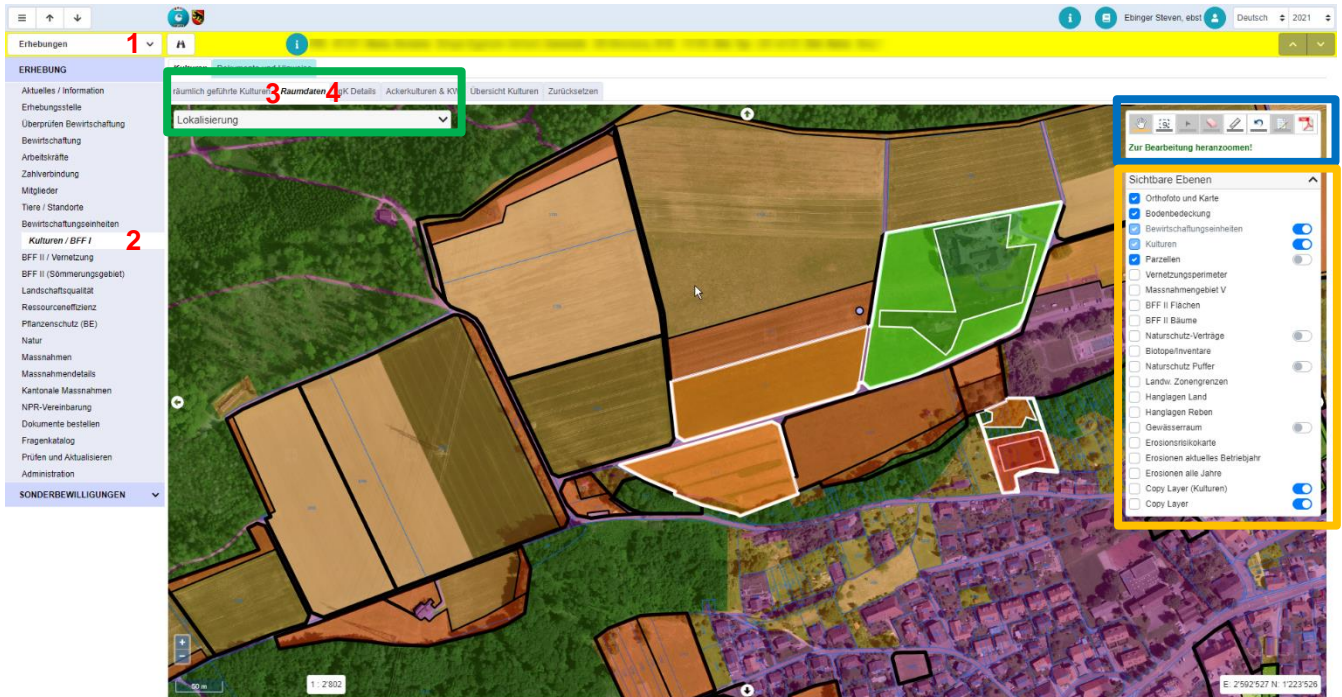 Ebinger Steven, ebst
Deutsch
2021
Erhebungen
1
ERHEBUNG
Aktuelles / Information
Erhebungsstelle
Überprüfen Bewirtschaftung
Bewirtschaftung
Arbeitskräfte
Zahlverbindung
Mitglieder
Tiere / Standorte
Bewirtschaftungseinheiten
Kulturen / BFF I
2
BFF II / Vernetzung
BFF II (Sömmerungsgebiet)
Landschaftsqualität
Ressourceneffizienz
Pflanzenschutz (BE)
Natur
Massnahmen
Massnahmendetails
Kantonale Massnahmen
NPR-Vereinbarung
Dokumente bestellen
Fragenkatalog
Prüfen und Aktualisieren
Administration
SONDERBEWILLIGUNGEN
Kulturen
Dokumente und Hinweise
räumlich geführte Kulturen
3
Raumdaten
4
gK Details
Ackerkulturen & KW
Übersicht Kulturen
Zurücksetzen
Lokalisierung
Zur Bearbeitung heranzoomen!
Sichtbare Ebenen
Orthofoto und Karte
Bodenbedeckung
Bewirtschaftungseinheiten
Kulturen
Parzellen
Vernetzungsperimeter
Massnahmengebiet V
BFF II Flächen
BFF II Bäume
Naturschutz-Verträge
Biotope/Inventare
Naturschutz Puffer
Landw. Zonengrenzen
Hanglagen Land
Hanglagen Reben
Gewässerraum
Erosionsrisikokarte
Erosionen aktuelles Betriebjahr
Erosionen alle Jahre
Copy Layer (Kulturen)
Copy Layer
50 m
1 : 2'802
E: 2'592'527 N: 1'223'526